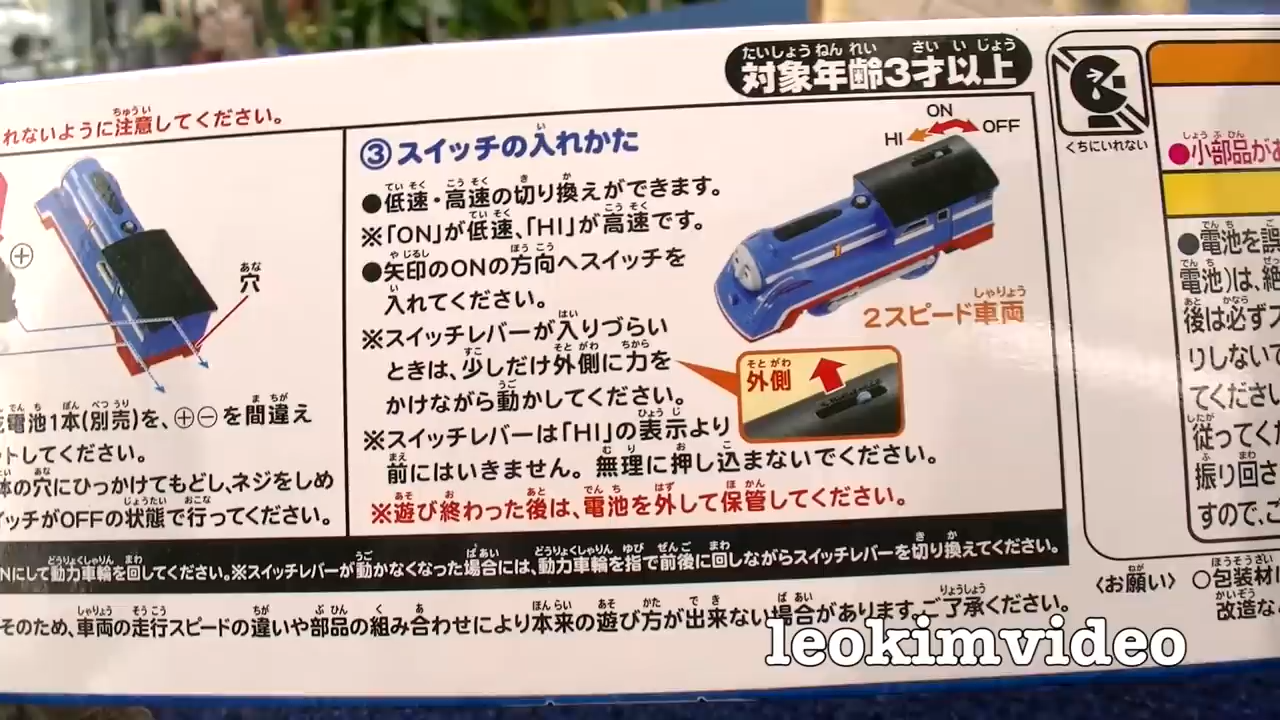 対象年齢3才以上
れないように注意してください。
穴
電池1本(別売)を、⊕⊖を間違え
ットしてください。
体の穴にひっかけてもどし、ネジをしめ
イッチがOFFの状態で行ってください。
③スイッチの入れかた
●低速・高速の切り換えができます。
※「ON」が低速、「HI」が高速です。
●矢印のONの方向へスイッチを
入れてください。
※スイッチレバーが入りづらい
ときは、少しだけ外側に力を
かけながら動かしてください。
※スイッチレバーは「HI」の表示より
前にはいきません。無理に押し込まないでください。
※遊び終わった後は、電池を外して保管してください。
HI ON OFF
2スピード車両
外側
Nにして動力車輪を回してください。※スイッチレバーが動かなくなった場合には、動力車輪を指で前後に回しながらスイッチレバーを切り換えてください。
そのため、車両の走行スピードの違いや部品の組み合わせにより本来の遊び方が出来ない場合があります。ご了承ください。
くちにいれない
●小部品が
●電池を誤
電池)は、絶
後は必ずス
りしない
てください
従ってく
振り回さ
すので、こ
〈お願い〉○包装材
改造な
leokimvideo